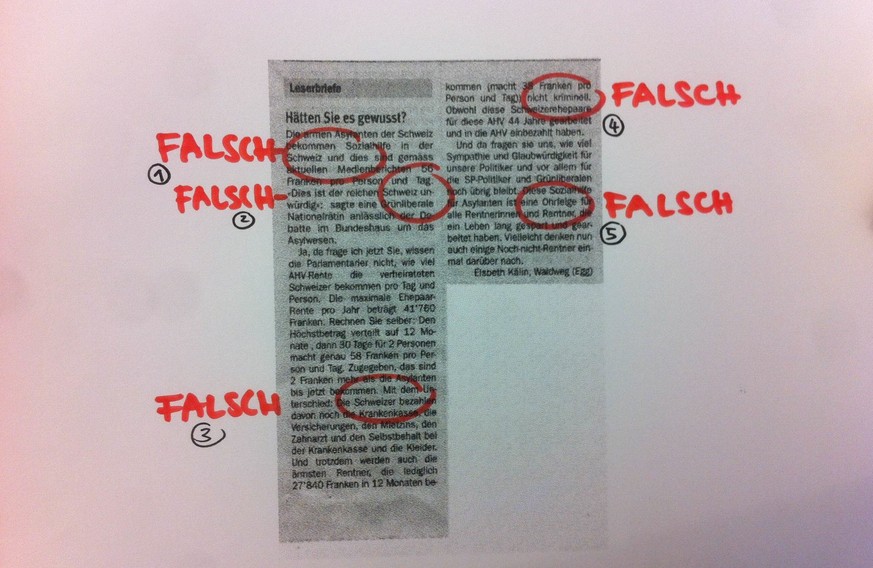 Leserbriefe
Hätten Sie es gewusst?
Die armen Asylanten der Schweiz
bekommen Sozialhilfe in der
Schweiz und dies sind gemäss
aktuellen Medienberichten 56
Franken pro Person und Tag.
«Dies ist der reichen Schweiz un-
würdig»: sagte eine Grünliberale
Nationalrätin anlässlich der De-
batte im Bundeshaus um das
Asylwesen.
Ja, da frage ich jetzt Sie, wissen
die Parlamentarier nicht, wie viel
AHV-Rente die verheirateten
Schweizer bekommen pro Tag und
Person. Die maximale Ehepaar-
Rente pro Jahr beträgt 41'760
Franken. Rechnen Sie selber: Den
Höchstbetrag verteilt auf 12 Mo-
nate , dann 30 Tage für 2 Personen
macht genau 58 Franken pro Per-
son und Tag. Zugegeben, das sind
2 Franken mehr als die Asylanten
bis jetzt bekommen. Mit dem Un-
terschied: Die Schweizer bezahlen
davon noch die Krankenkasse, die
Versicherungen, den Mietzins, den
Zahnarzt und den Selbstbehalt bei
der Krankenkasse und die Kleider.
Und trotzdem werden auch die
ärmsten Rentner, die lediglich
27'840 Franken in 12 Monaten be-
kommen (macht 38 Franken pro
Person und Tag) nicht kriminell.
Obwohl diese Schweizerehepaare
für diese AHV 44 Jahre gearbeitet
und in die AHV einbezahlt haben.
Und da fragen sie uns, wie viel
Sympathie und Glaubwürdigkeit für
unsere Politiker und vor allem für
die SP-Politiker und Grünliberalen
noch übrig bleibt. Diese Sozialhilfe
für Asylanten ist eine Ohrfeige für
alle Rentnerinnen und Rentner, die
ein Leben lang gespart und gear-
beitet haben. Vielleicht denken nun
auch einige Noch-nicht-Rentner ein-
mal darüber nach.
Elsbeth Kälin, Waldweg (Egg)
FALSCH
1
FALSCH
2
FALSCH
3
FALSCH
4
FALSCH
5